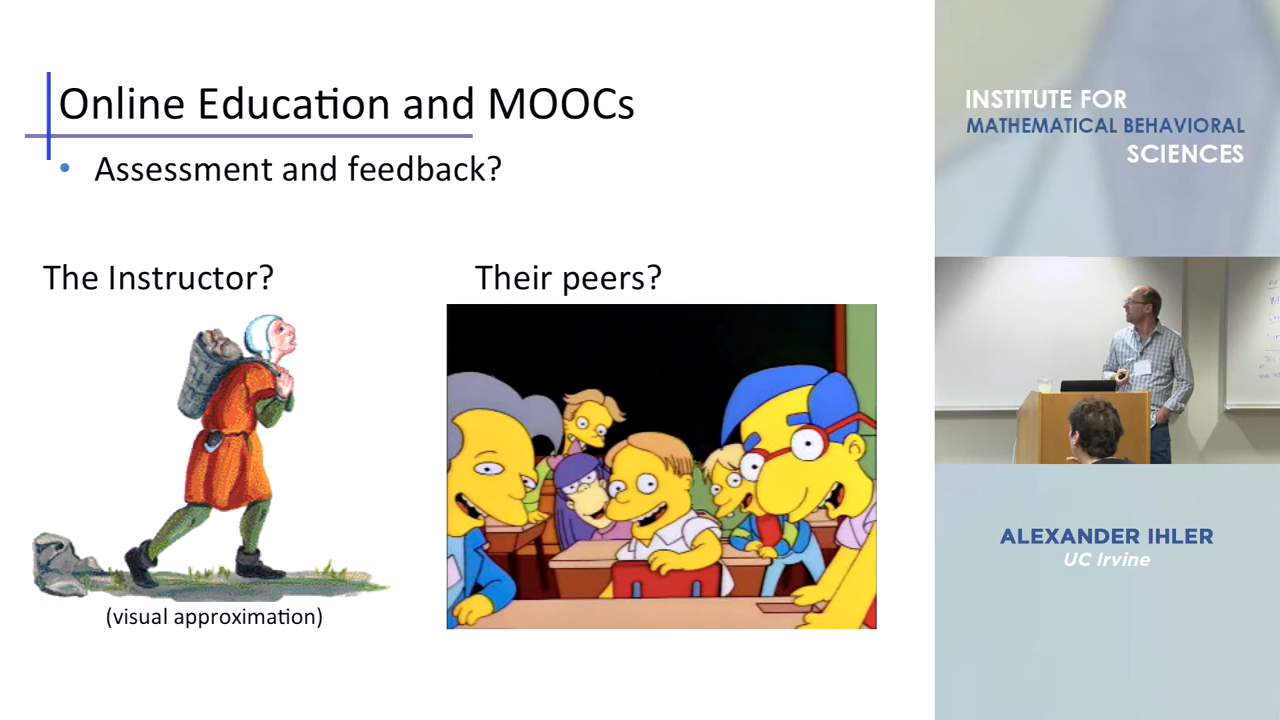 Online Education and MOOCs
• Assessment and feedback?
The Instructor?
Their peers?
(visual approximation)
INSTITUTE FOR
MATHEMATICAL BEHAVIORAL
SCIENCES
ALEXANDER IHLER
UC Irvine